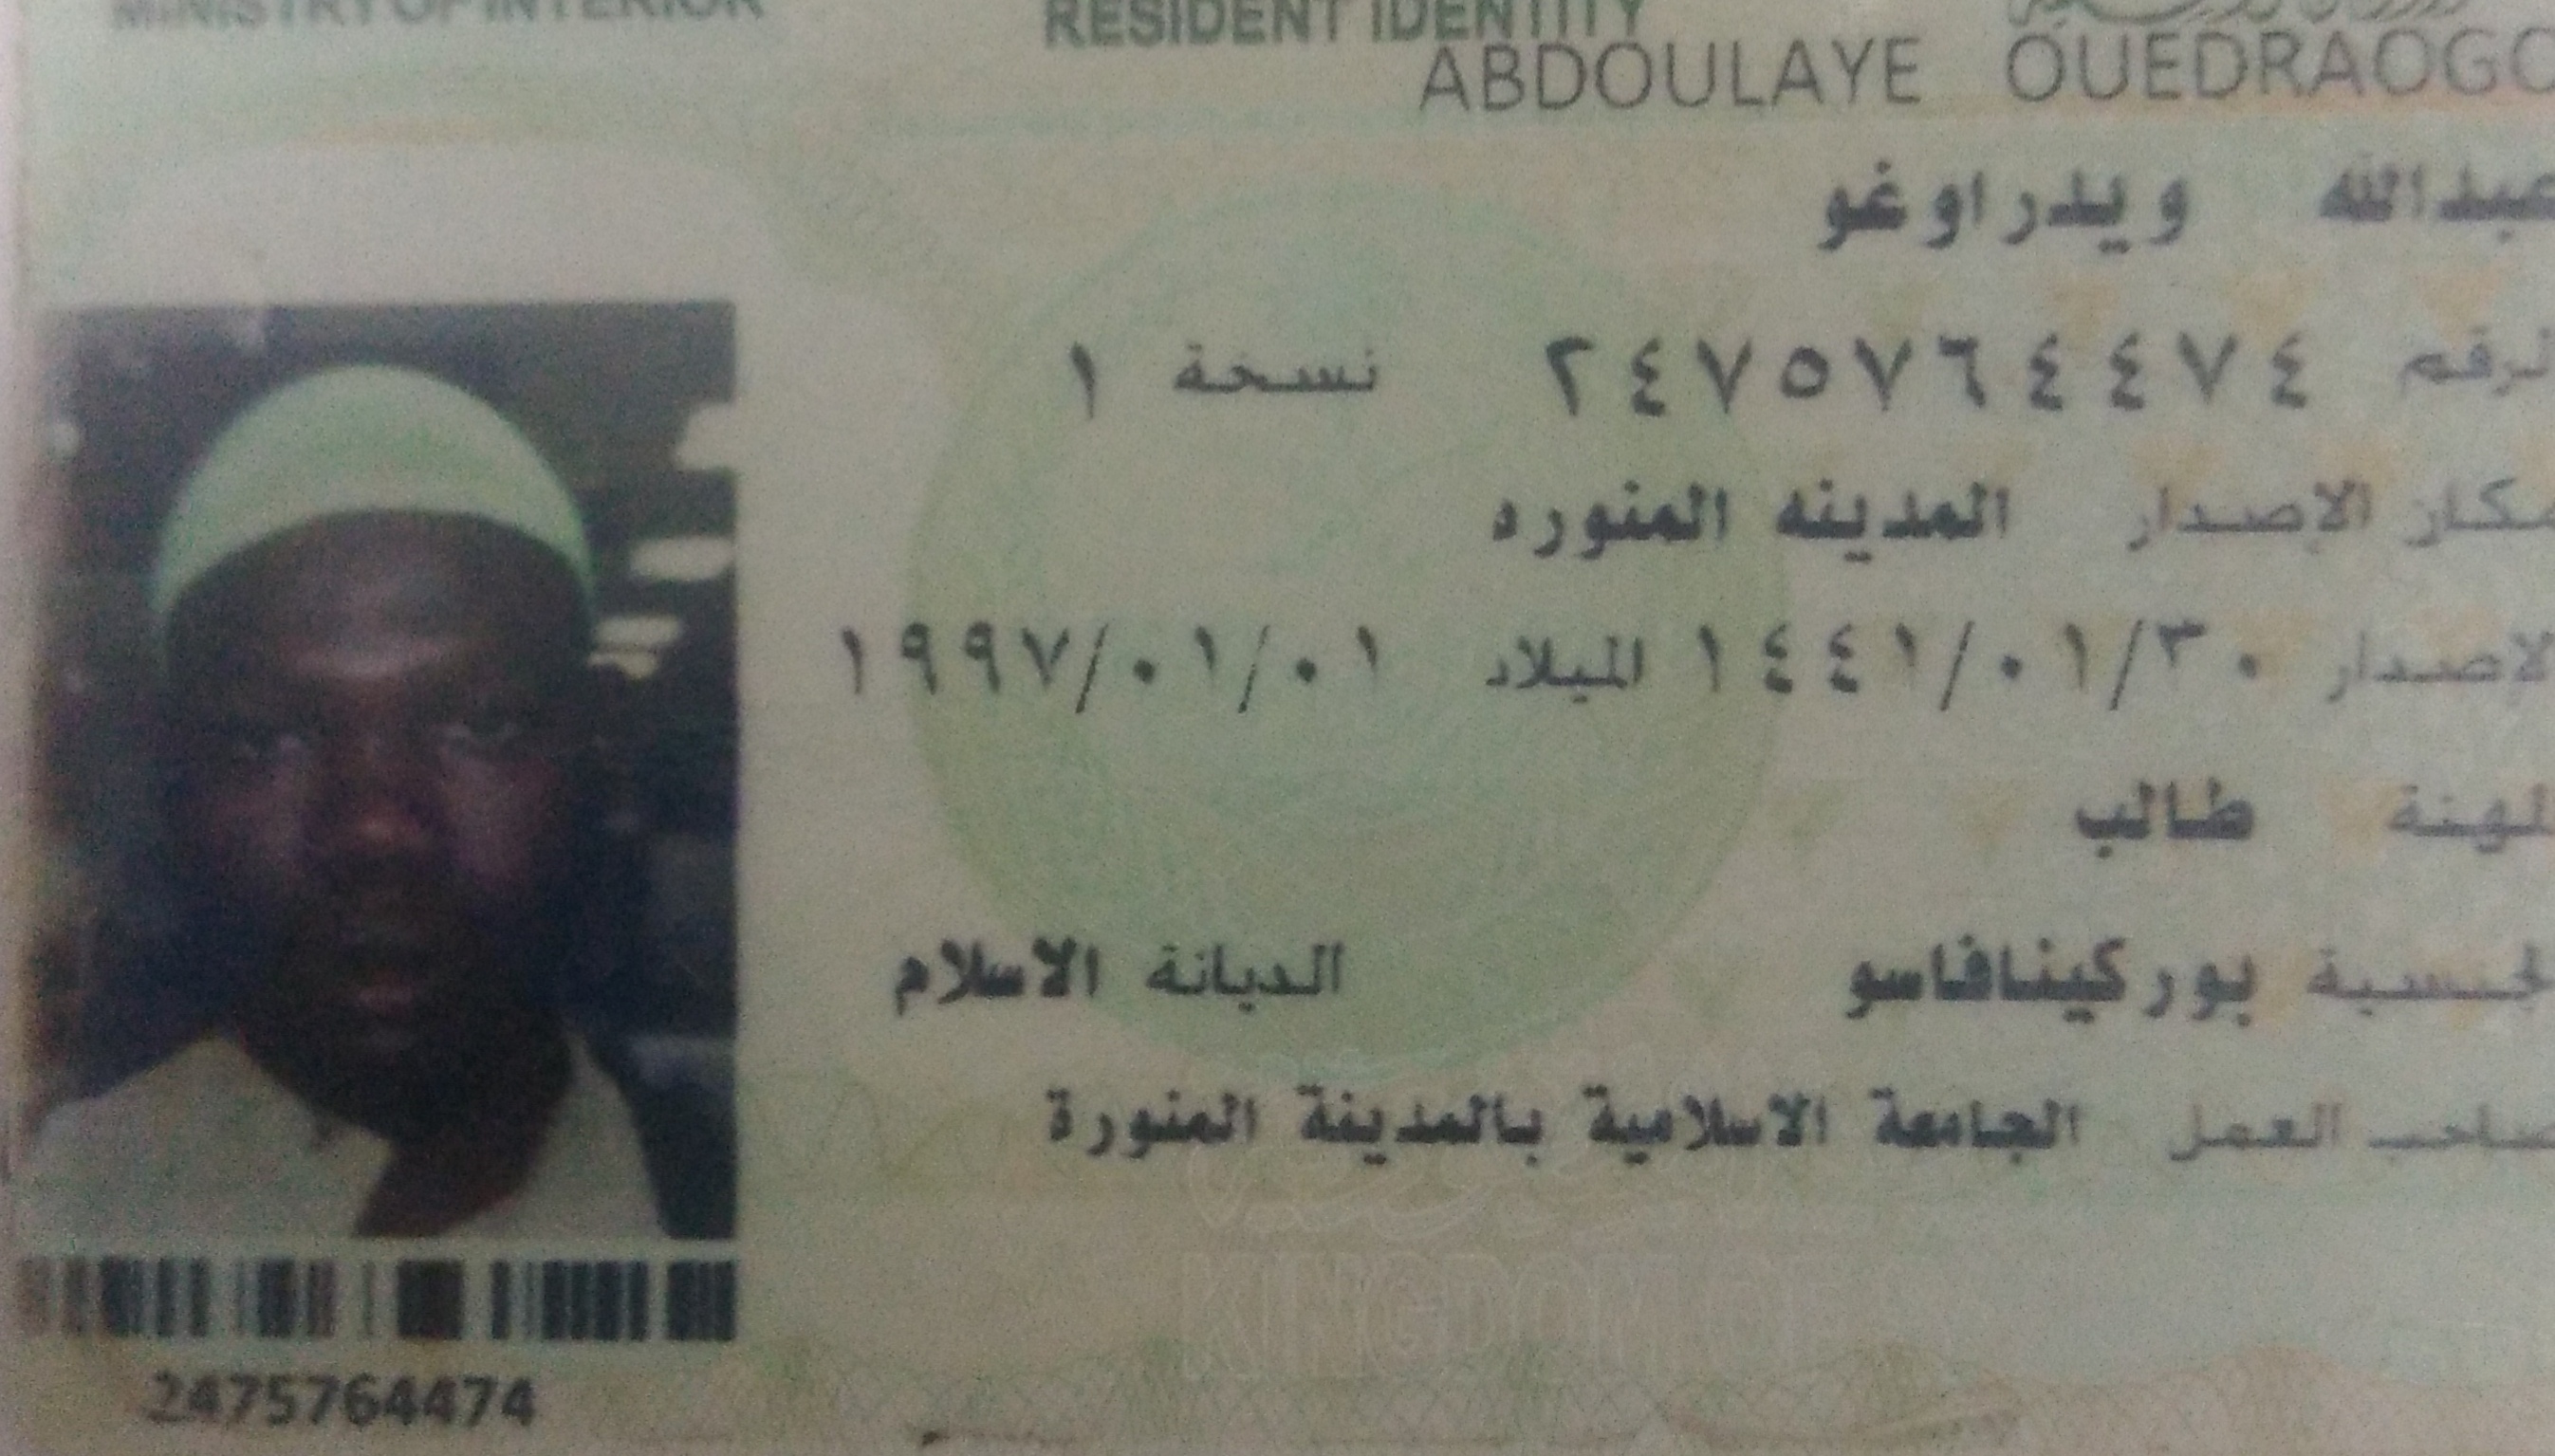 MINISTRY OF INTERIOR
RESIDENT IDENTITY
ABDOULAYE OUEDRAOGO
عبدالله ويدراوغو
الرقم ٢٤٧٥٧٦٤٤٧٤ نسخة ١
مكان الإصدار المدينه المنوره
الإصدار ١٤٤١/٠١/٣٠ الميلاد ١٩٩٧/٠١/٠١
المهنة طالب
الجنسية بوركينافاسو الديانة الاسلام
صاحب العمل الجامعة الاسلامية بالمدينة المنورة
KINGDOM OF
2475764474